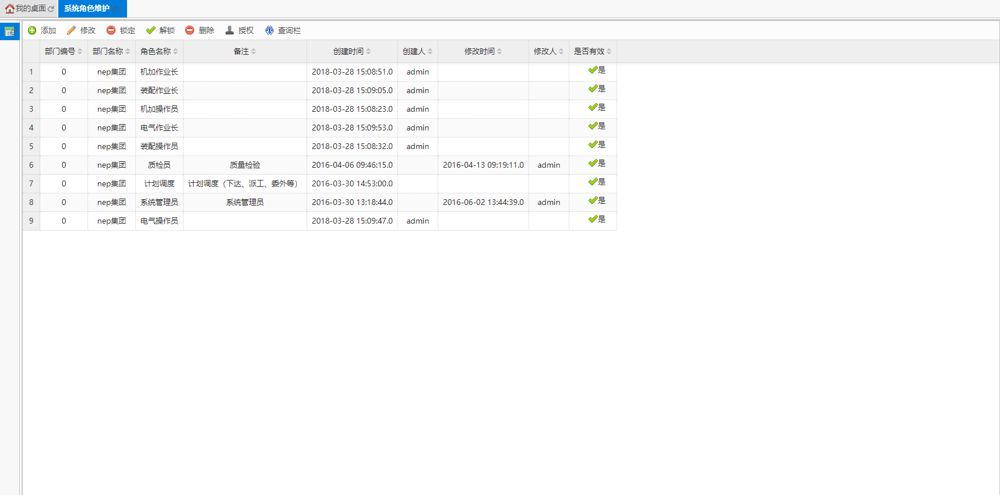 我的桌面 系统角色维护
添加 修改 锁定 解锁 删除 授权 查询栏
部门编号 部门名称 角色名称 备注 创建时间 创建人 修改时间 修改人 是否有效
1 0 nep集团 机加作业长 2018-03-28 15:08:51.0 admin 是
2 0 nep集团 装配作业长 2018-03-28 15:09:05.0 admin 是
3 0 nep集团 机加操作员 2018-03-28 15:08:23.0 admin 是
4 0 nep集团 电气作业长 2018-03-28 15:09:53.0 admin 是
5 0 nep集团 装配操作员 2018-03-28 15:08:32.0 admin 是
6 0 nep集团 质检员 质量检验 2016-04-06 09:46:15.0 2016-04-13 09:19:11.0 admin 是
7 0 nep集团 计划调度 计划调度（下达、派工、委外等） 2016-03-30 14:53:00.0 是
8 0 nep集团 系统管理员 系统管理员 2016-03-30 13:18:44.0 2016-06-02 13:44:39.0 admin 是
9 0 nep集团 电气操作员 2018-03-28 15:09:47.0 admin 是